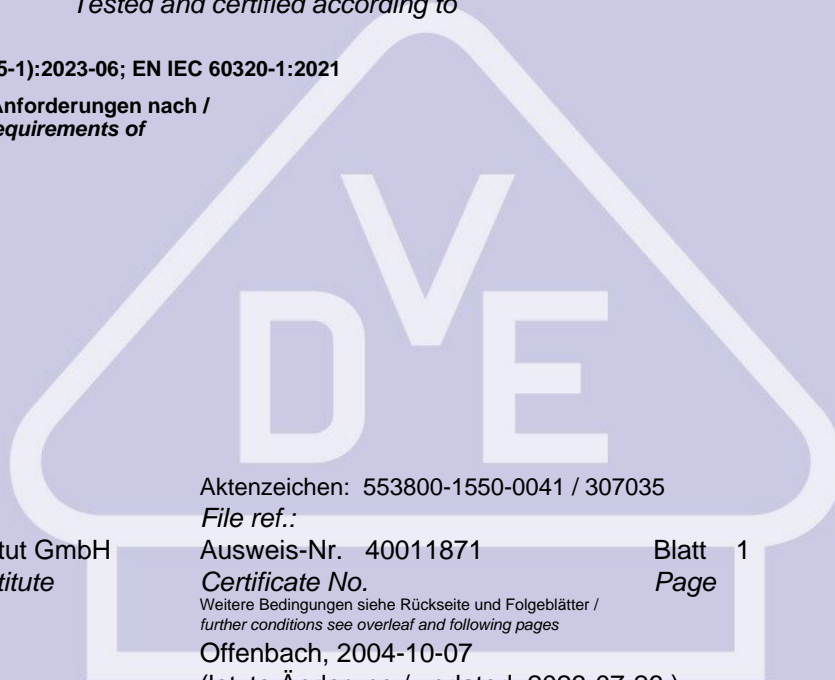 Tested and certified according to
5-1):2023-06; EN IEC 60320-1:2021
Anforderungen nach /
equirements of
V
D E
Aktenzeichen: 553800-1550-0041 / 307035
File ref.:
tut GmbH Ausweis-Nr. 40011871 Blatt 1
titute Certificate No. Page
Weitere Bedingungen siehe Rückseite und Folgeblätter /
further conditions see overleaf and following pages
Offenbach, 2004-10-07